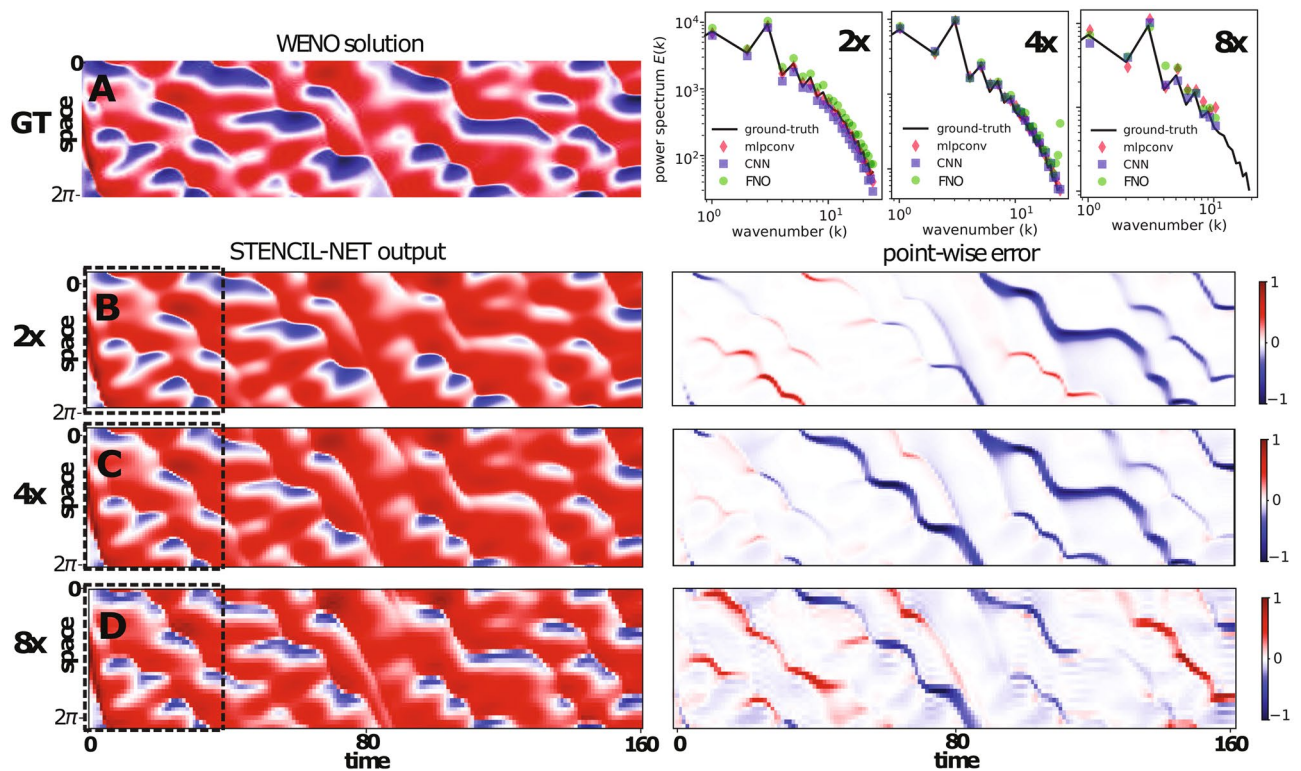 WENO solution
GT
A
0
space
2π
power spectrum E(k)
10⁴
10³
10²
2x
ground-truth
mlpconv
CNN
FNO
10⁰
10¹
wavenumber (k)
4x
ground-truth
mlpconv
CNN
FNO
10⁰
10¹
wavenumber (k)
8x
ground-truth
mlpconv
CNN
FNO
10⁰
10¹
wavenumber (k)
STENCIL-NET output
point-wise error
2x
B
0
space
2π
1
0
−1
4x
C
0
space
2π
1
0
−1
8x
D
0
space
2π
1
0
−1
0 80 160
time
0 80 160
time